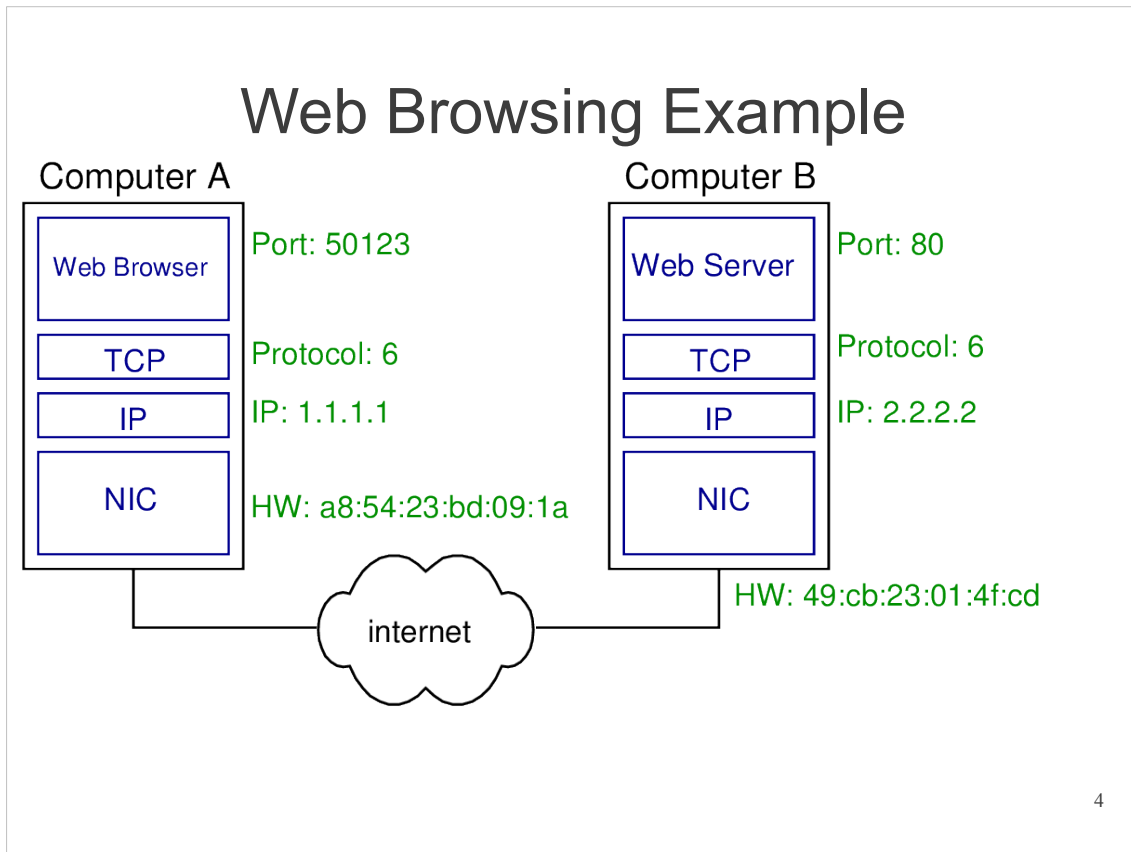 Web Browsing Example
Computer A
Web Browser
Port: 50123
TCP
Protocol: 6
IP
IP: 1.1.1.1
NIC
HW: a8:54:23:bd:09:1a
Computer B
Web Server
Port: 80
TCP
Protocol: 6
IP
IP: 2.2.2.2
NIC
HW: 49:cb:23:01:4f:cd
internet
4